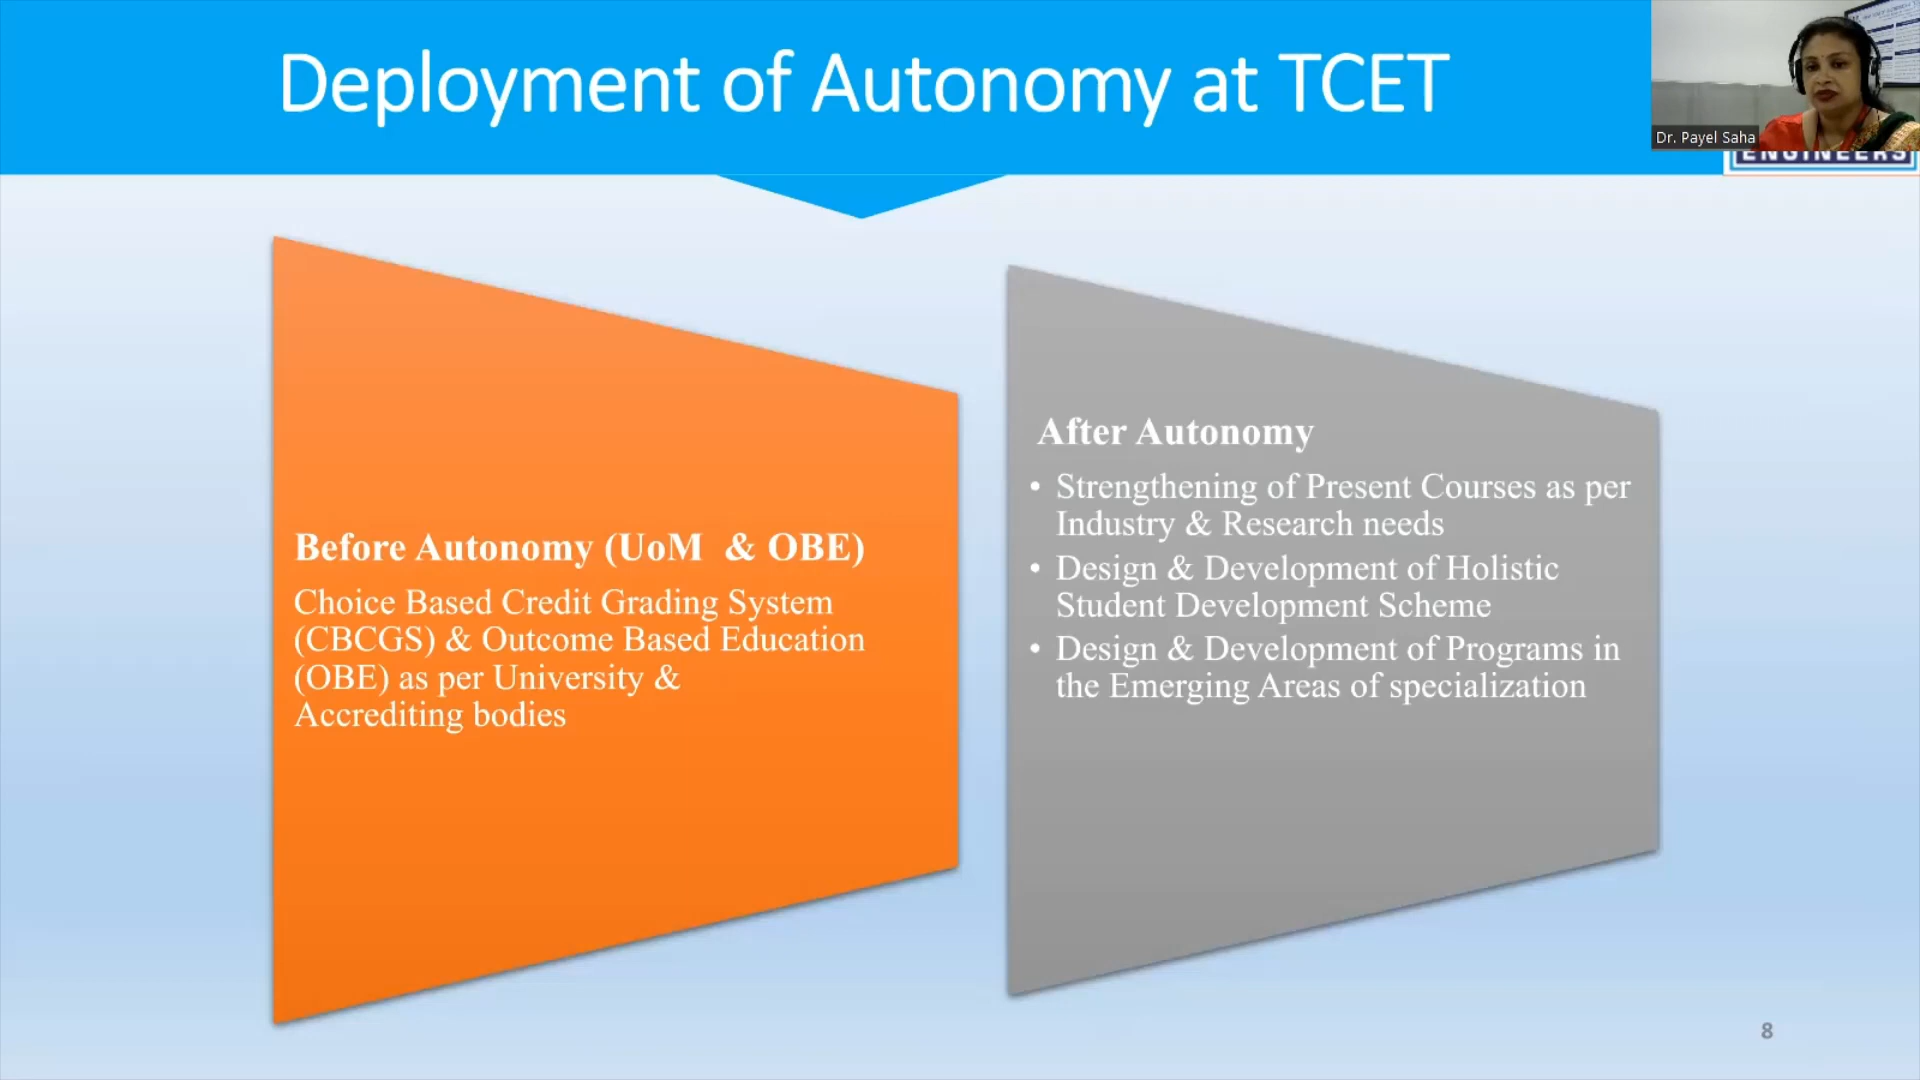 Deployment of Autonomy at TCET
Dr. Payel Saha
ENGINEERS
Before Autonomy (UoM & OBE)
Choice Based Credit Grading System
(CBCGS) & Outcome Based Education
(OBE) as per University &
Accrediting bodies
After Autonomy
• Strengthening of Present Courses as per
Industry & Research needs
• Design & Development of Holistic
Student Development Scheme
• Design & Development of Programs in
the Emerging Areas of specialization
8